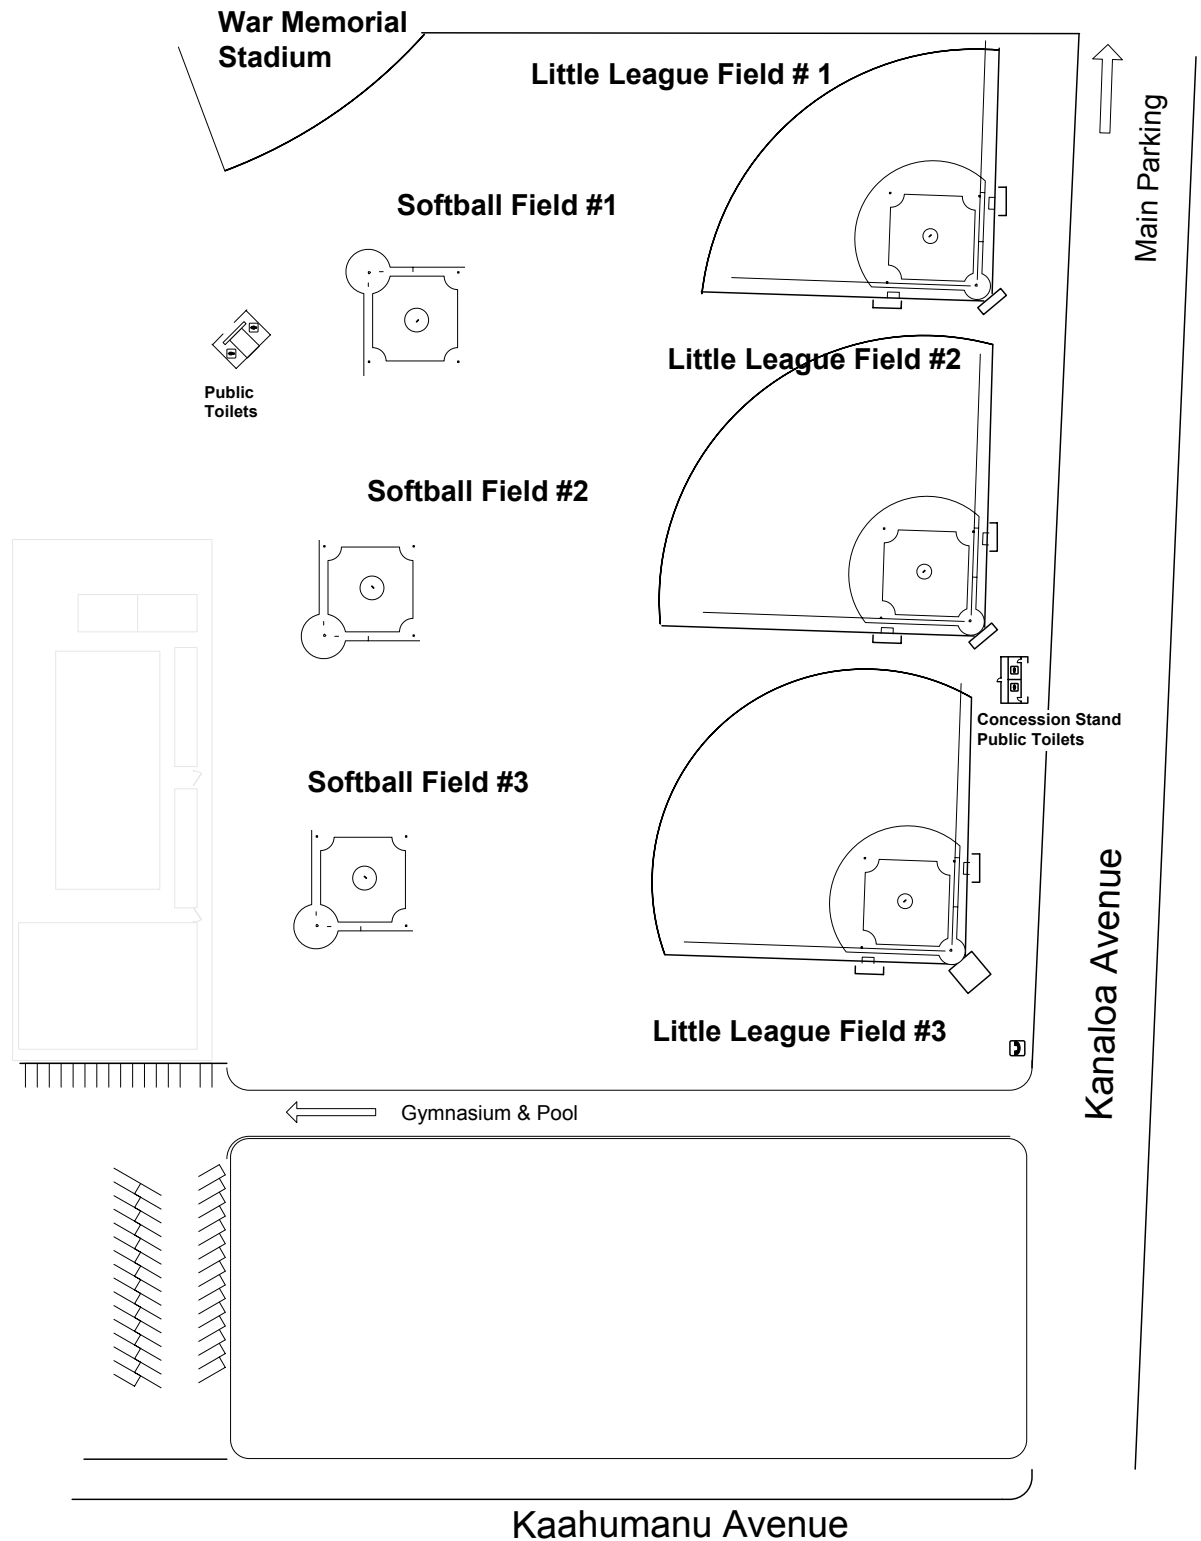 War Memorial
Stadium
Little League Field # 1
Main Parking
Softball Field #1
Little League Field #2
Public
Toilets
Softball Field #2
Concession Stand
Public Toilets
Softball Field #3
Kanaloa Avenue
Little League Field #3
Gymnasium & Pool
Kaahumanu Avenue